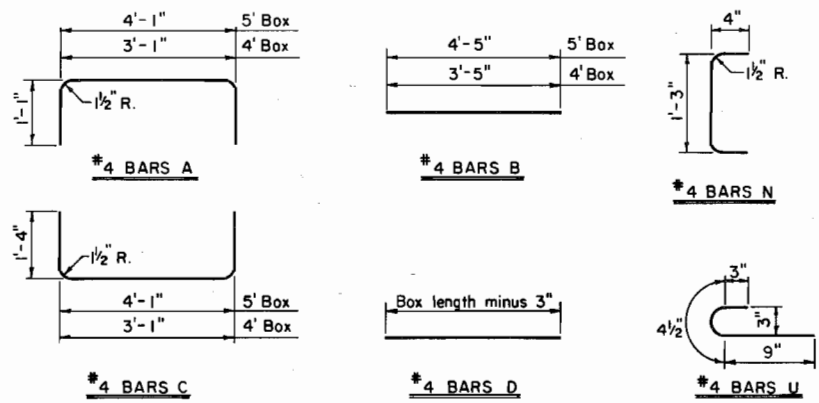 4'-1" 5' Box
3'-1" 4' Box
1'-1"
1½" R.
#4 BARS A
4'-5" 5' Box
3'-5" 4' Box
#4 BARS B
4"
1½" R.
1'-3"
#4 BARS N
1'-4"
1½" R.
4'-1" 5' Box
3'-1" 4' Box
#4 BARS C
Box length minus 3"
#4 BARS D
3"
4½"
3"
9"
#4 BARS U